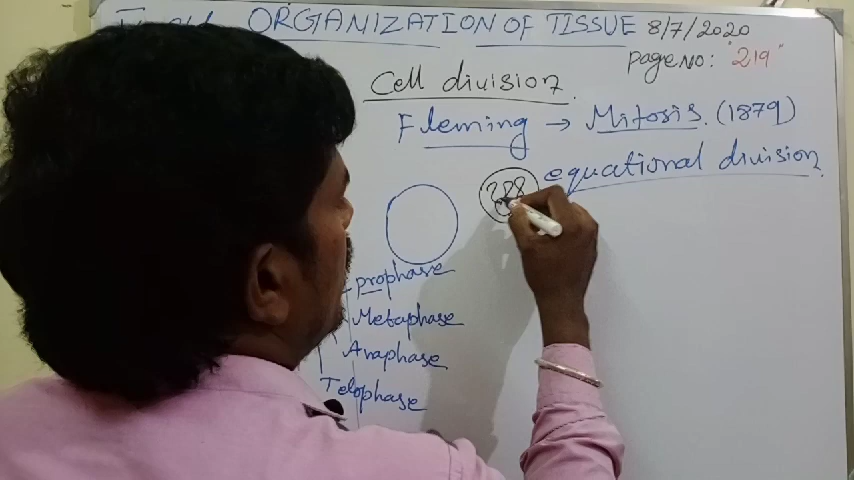 ORGANIZATION OF TISSUE 8/7/2020
page no: "219"
Cell division
Fleming → Mitosis. (1879)
equational division
prophase
Metaphase
Anaphase
Telophase